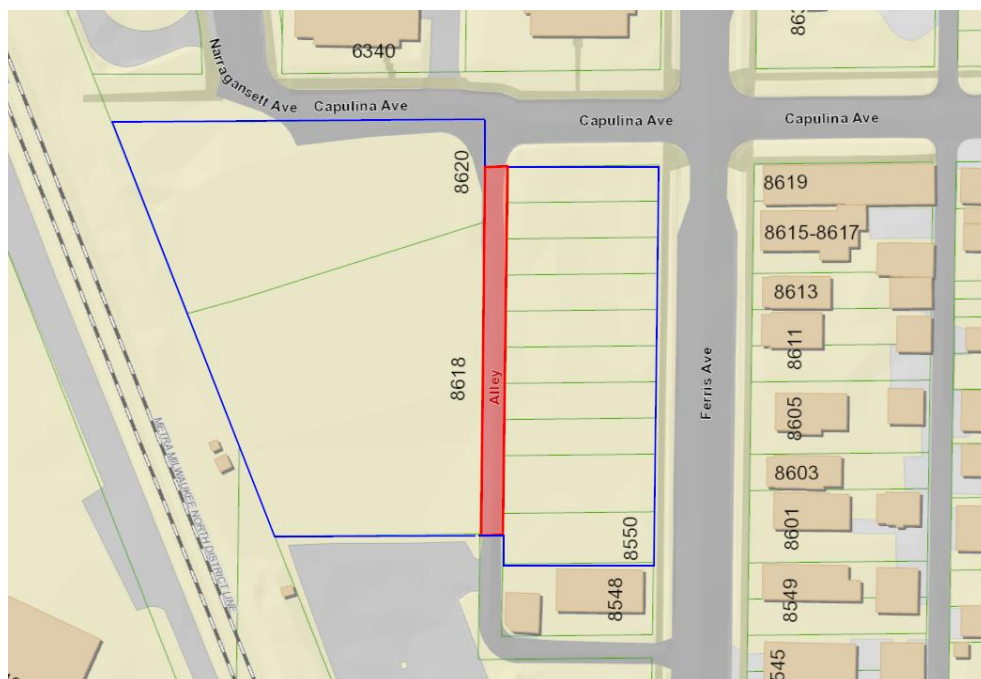 6340
Narragansett Ave
Capulina Ave
Capulina Ave
Capulina Ave
8620
8619
8615-8617
8613
8611
8618
Alley
Ferris Ave
8605
8603
8601
METRA MILWAUKEE NORTH DISTRICT LINE
8550
8548
8549